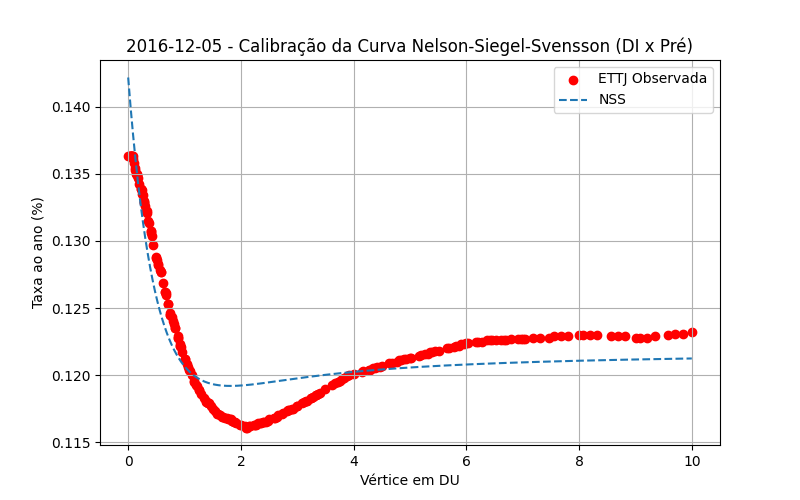 2016-12-05 - Calibração da Curva Nelson-Siegel-Svensson (DI x Pré)
ETTJ Observada
NSS
Taxa ao ano (%)
0.140
0.135
0.130
0.125
0.120
0.115
0 2 4 6 8 10
Vértice em DU